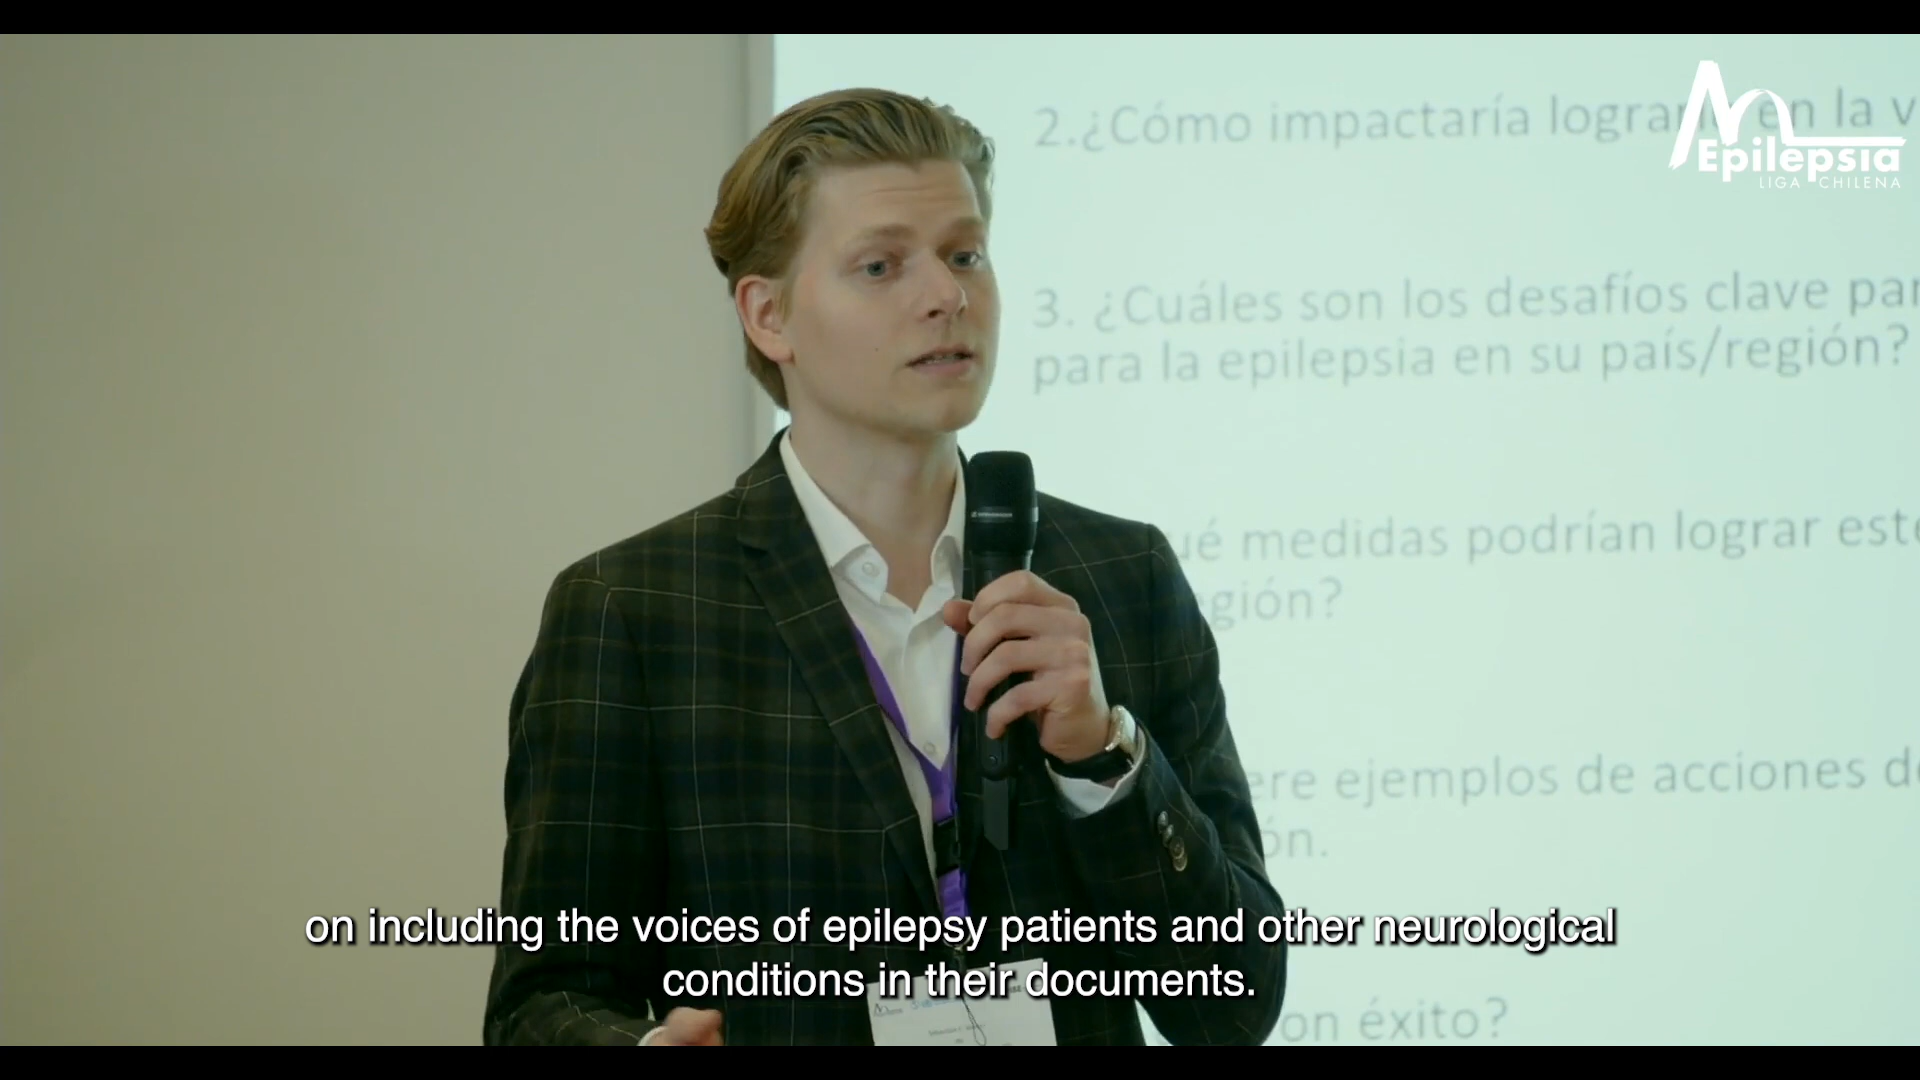 2.¿Cómo impactaría lograr en la v
Epilepsia
LIGA CHILENA
3. ¿Cuáles son los desafíos clave par
para la epilepsia en su país/región?
ué medidas podrían lograr esto
gión?
ere ejemplos de acciones de
ón.
on éxito?
on including the voices of epilepsy patients and other neurological
conditions in their documents.